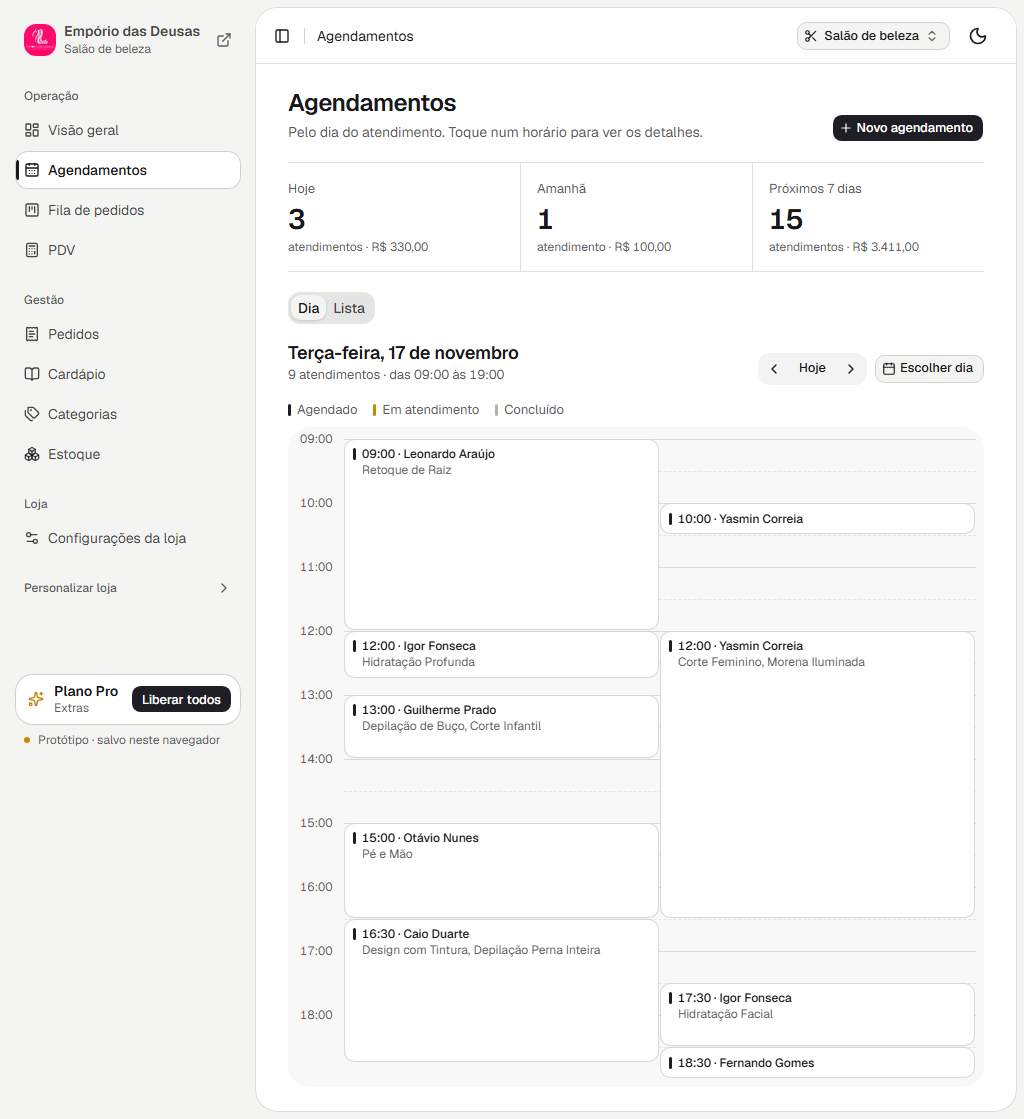 Empório das Deusas
Salão de beleza
Operação
Visão geral
Agendamentos
Fila de pedidos
PDV
Gestão
Pedidos
Cardápio
Categorias
Estoque
Loja
Configurações da loja
Personalizar loja
Plano Pro
Extras
Liberar todos
Protótipo · salvo neste navegador
Agendamentos
Salão de beleza
Agendamentos
Pelo dia do atendimento. Toque num horário para ver os detalhes.
Novo agendamento
Hoje
3
atendimentos · R$ 330,00
Amanhã
1
atendimento · R$ 100,00
Próximos 7 dias
15
atendimentos · R$ 3.411,00
Dia
Lista
Terça-feira, 17 de novembro
9 atendimentos · das 09:00 às 19:00
Hoje
Escolher dia
Agendado
Em atendimento
Concluído
09:00
09:00 · Leonardo Araújo
Retoque de Raiz
10:00
10:00 · Yasmin Correia
11:00
12:00
12:00 · Igor Fonseca
Hidratação Profunda
12:00 · Yasmin Correia
Corte Feminino, Morena Iluminada
13:00
13:00 · Guilherme Prado
Depilação de Buço, Corte Infantil
14:00
15:00
15:00 · Otávio Nunes
Pé e Mão
16:00
16:30 · Caio Duarte
Design com Tintura, Depilação Perna Inteira
17:00
17:30 · Igor Fonseca
Hidratação Facial
18:00
18:30 · Fernando Gomes